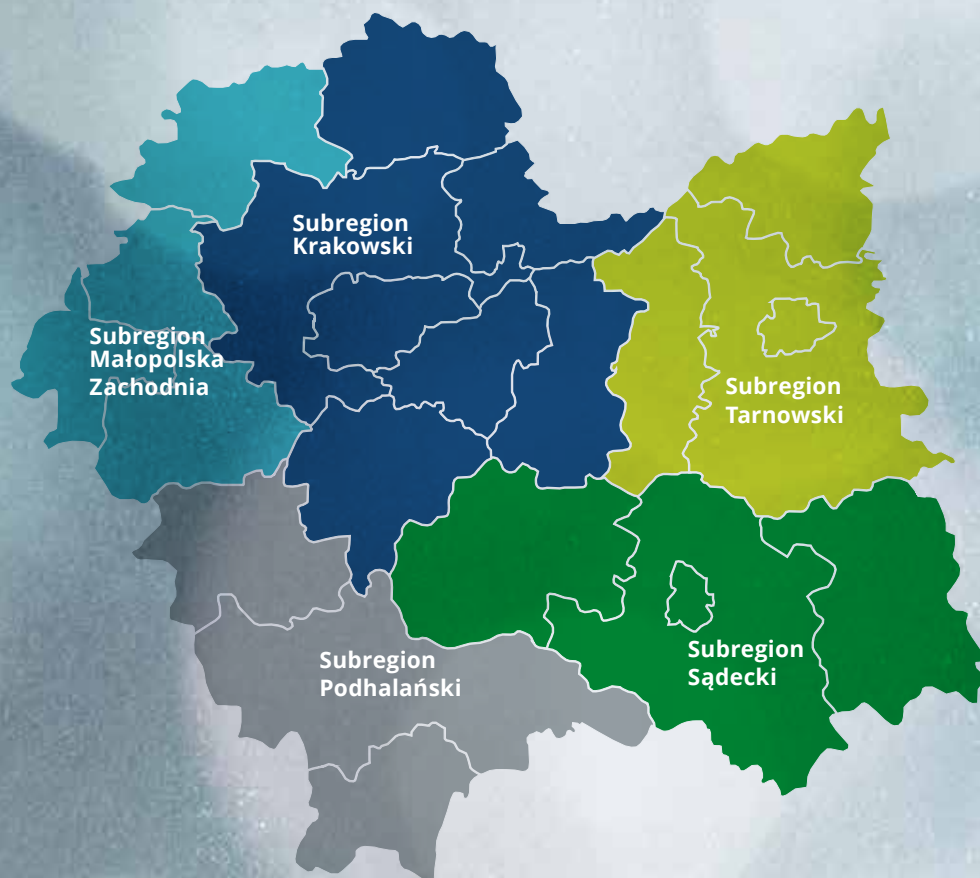 Subregion
Krakowski
Subregion
Małopolska
Zachodnia
Subregion
Tarnowski
Subregion
Podhalański
Subregion
Sądecki